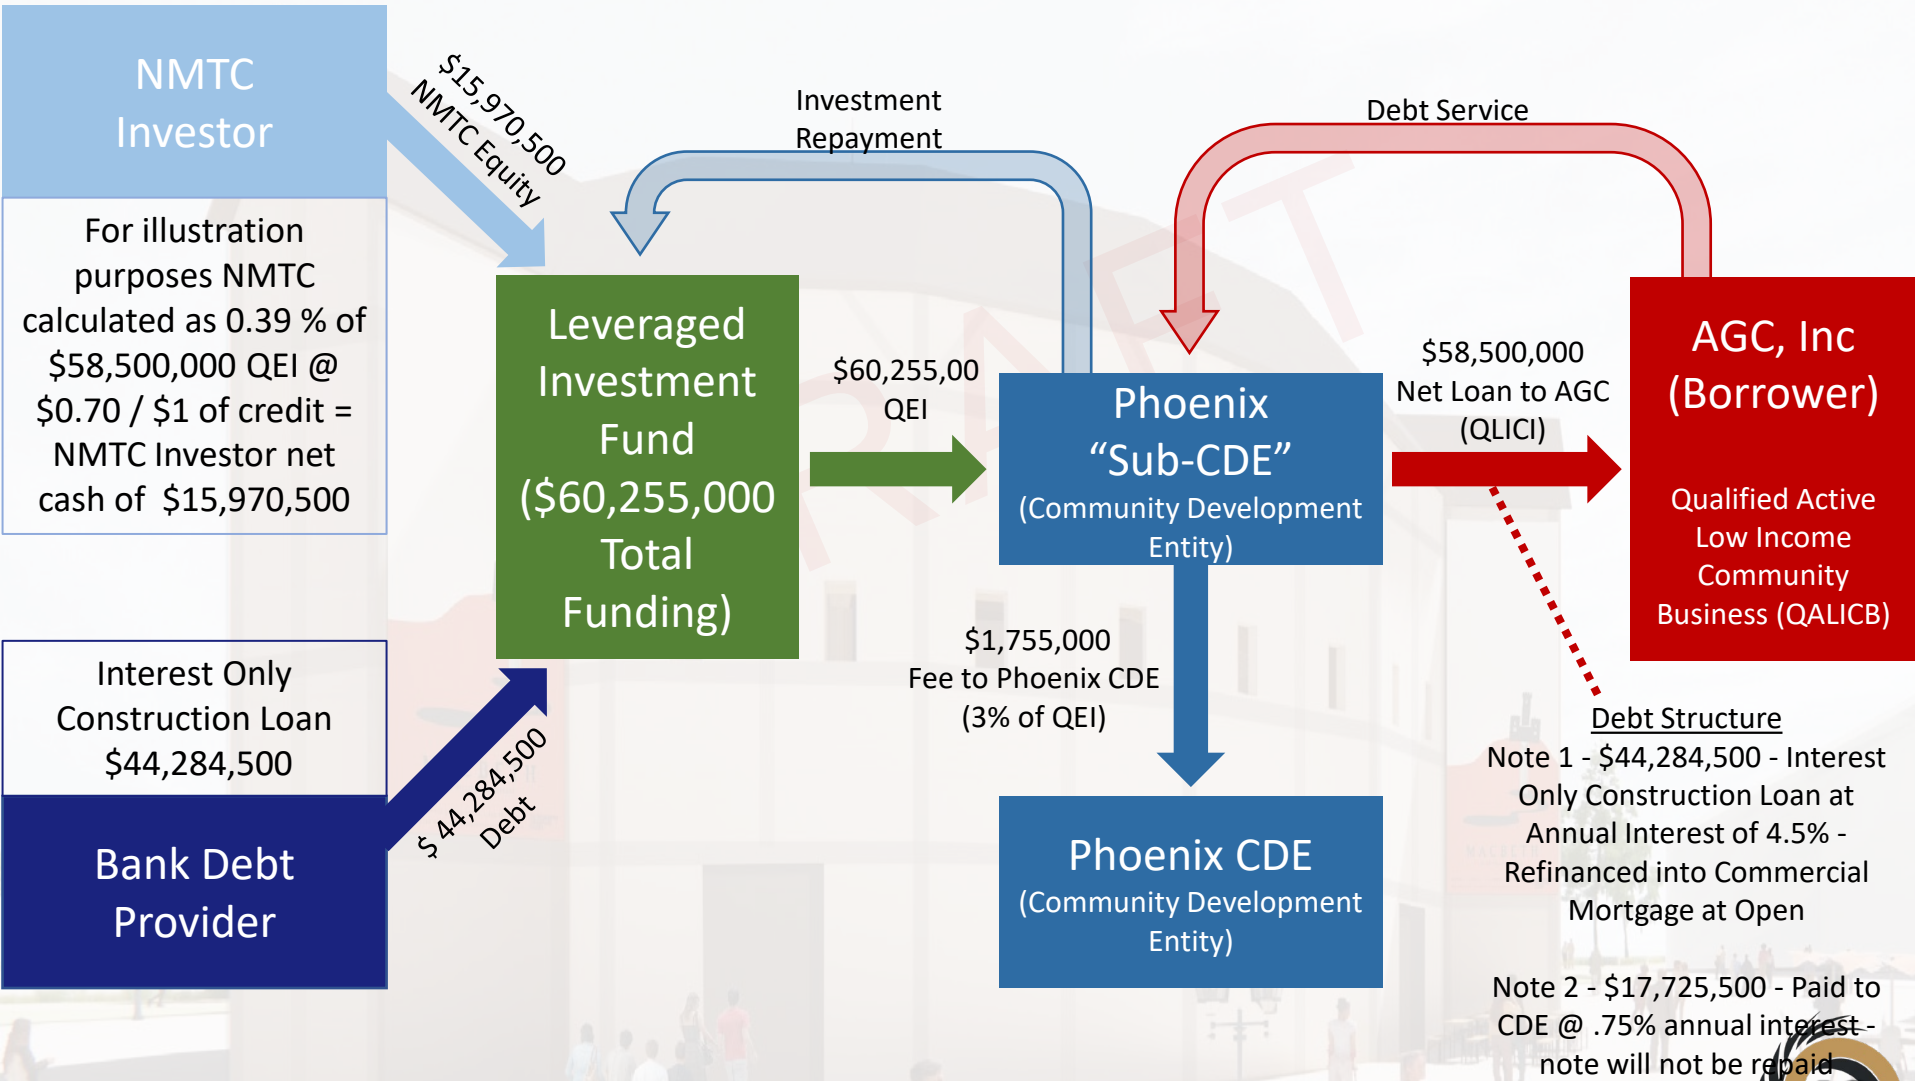 NMTC
Investor
$15,970,500
NMTC Equity
For illustration
purposes NMTC
calculated as 0.39 % of
$58,500,000 QEI @
$0.70 / $1 of credit =
NMTC Investor net
cash of $15,970,500
Interest Only
Construction Loan
$44,284,500
Bank Debt
Provider
$ 44,284,500
Debt
Investment
Repayment
Leveraged
Investment
Fund
($60,255,000
Total
Funding)
$60,255,00
QEI
Debt Service
Phoenix
“Sub-CDE”
(Community Development
Entity)
$1,755,000
Fee to Phoenix CDE
(3% of QEI)
Phoenix CDE
(Community Development
Entity)
$58,500,000
Net Loan to AGC
(QLICI)
AGC, Inc
(Borrower)
Qualified Active
Low Income
Community
Business (QALICB)
Debt Structure
Note 1 - $44,284,500 - Interest
Only Construction Loan at
Annual Interest of 4.5% -
Refinanced into Commercial
Mortgage at Open
Note 2 - $17,725,500 - Paid to
CDE @ .75% annual interest -
note will not be repaid
DRAFT
MACBETH